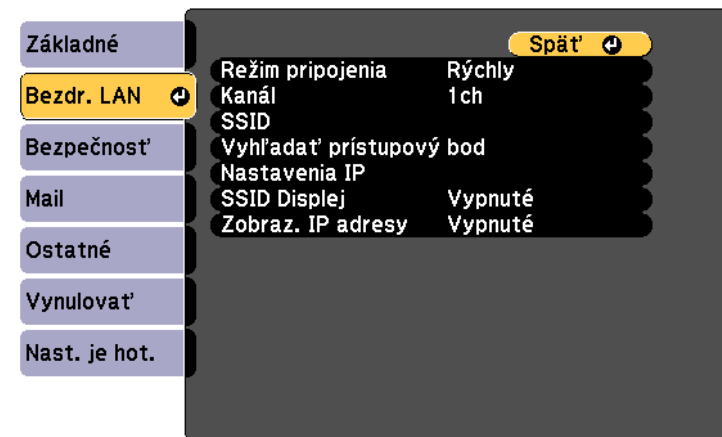 Základné
Bezdr. LAN
Bezpečnosť
Mail
Ostatné
Vynulovať
Nast. je hot.
Späť
Režim pripojenia Rýchly
Kanál 1ch
SSID
Vyhľadať prístupový bod
Nastavenia IP
SSID Displej Vypnuté
Zobraz. IP adresy Vypnuté